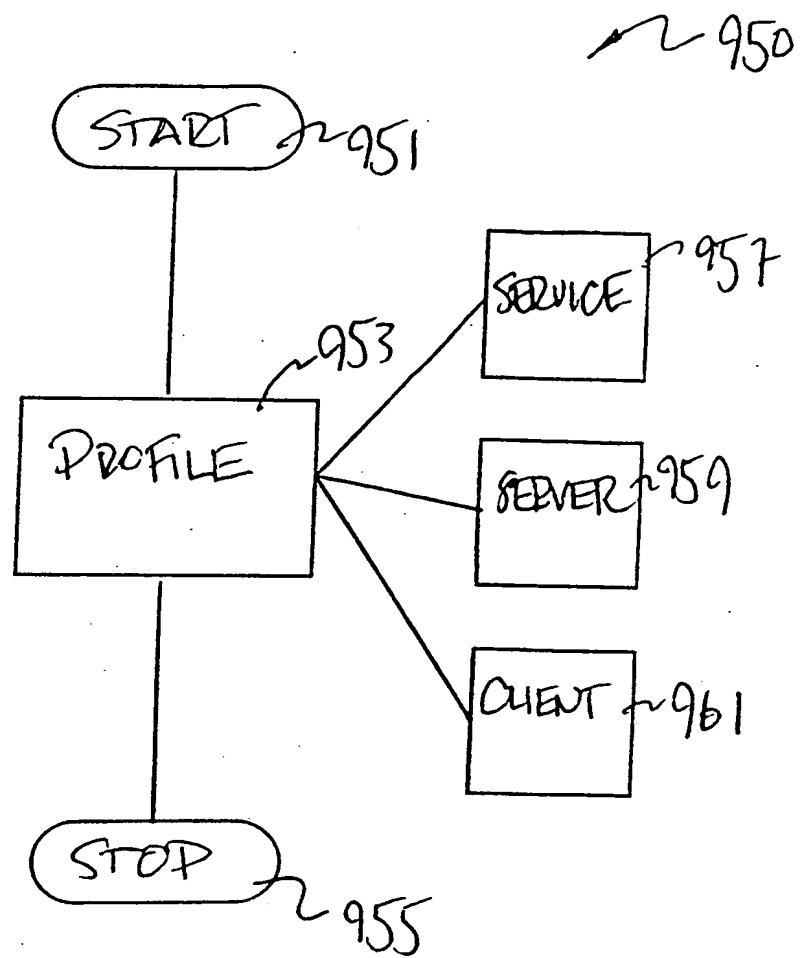 950
START
951
957
SERVICE
953
PROFILE
SERVER
959
CLIENT
961
STOP
955